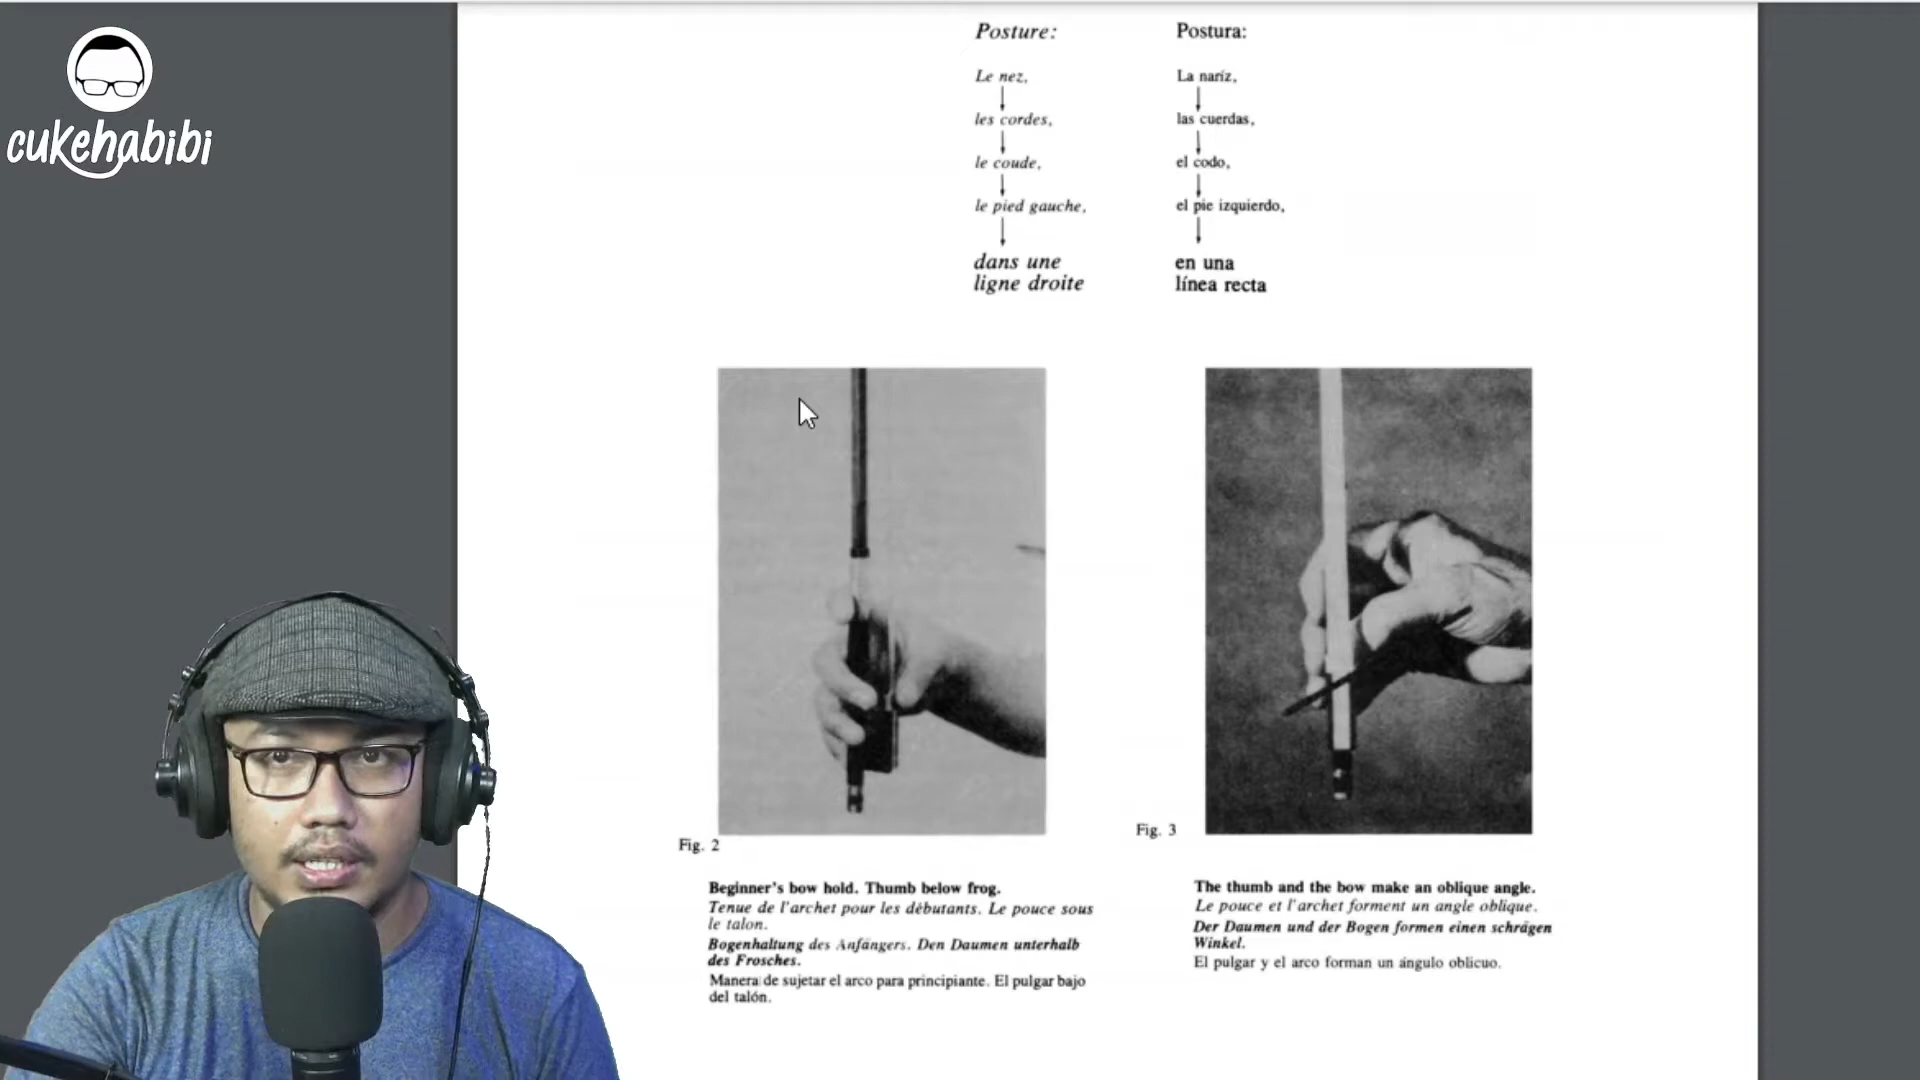 cukehabibi
Posture:
Le nez,
les cordes,
le coude,
le pied gauche,
dans une
ligne droite
Postura:
La naríz,
las cuerdas,
el codo,
el pie izquierdo,
en una
línea recta
Fig. 2
Beginner's bow hold. Thumb below frog.
Tenue de l'archet pour les débutants. Le pouce sous
le talon.
Bogenhaltung des Anfängers. Den Daumen unterhalb
des Frosches.
Manera de sujetar el arco para principiante. El pulgar bajo
del talón.
Fig. 3
The thumb and the bow make an oblique angle.
Le pouce et l'archet forment un angle oblique.
Der Daumen und der Bogen formen einen schrägen
Winkel.
El pulgar y el arco forman un ángulo oblicuo.